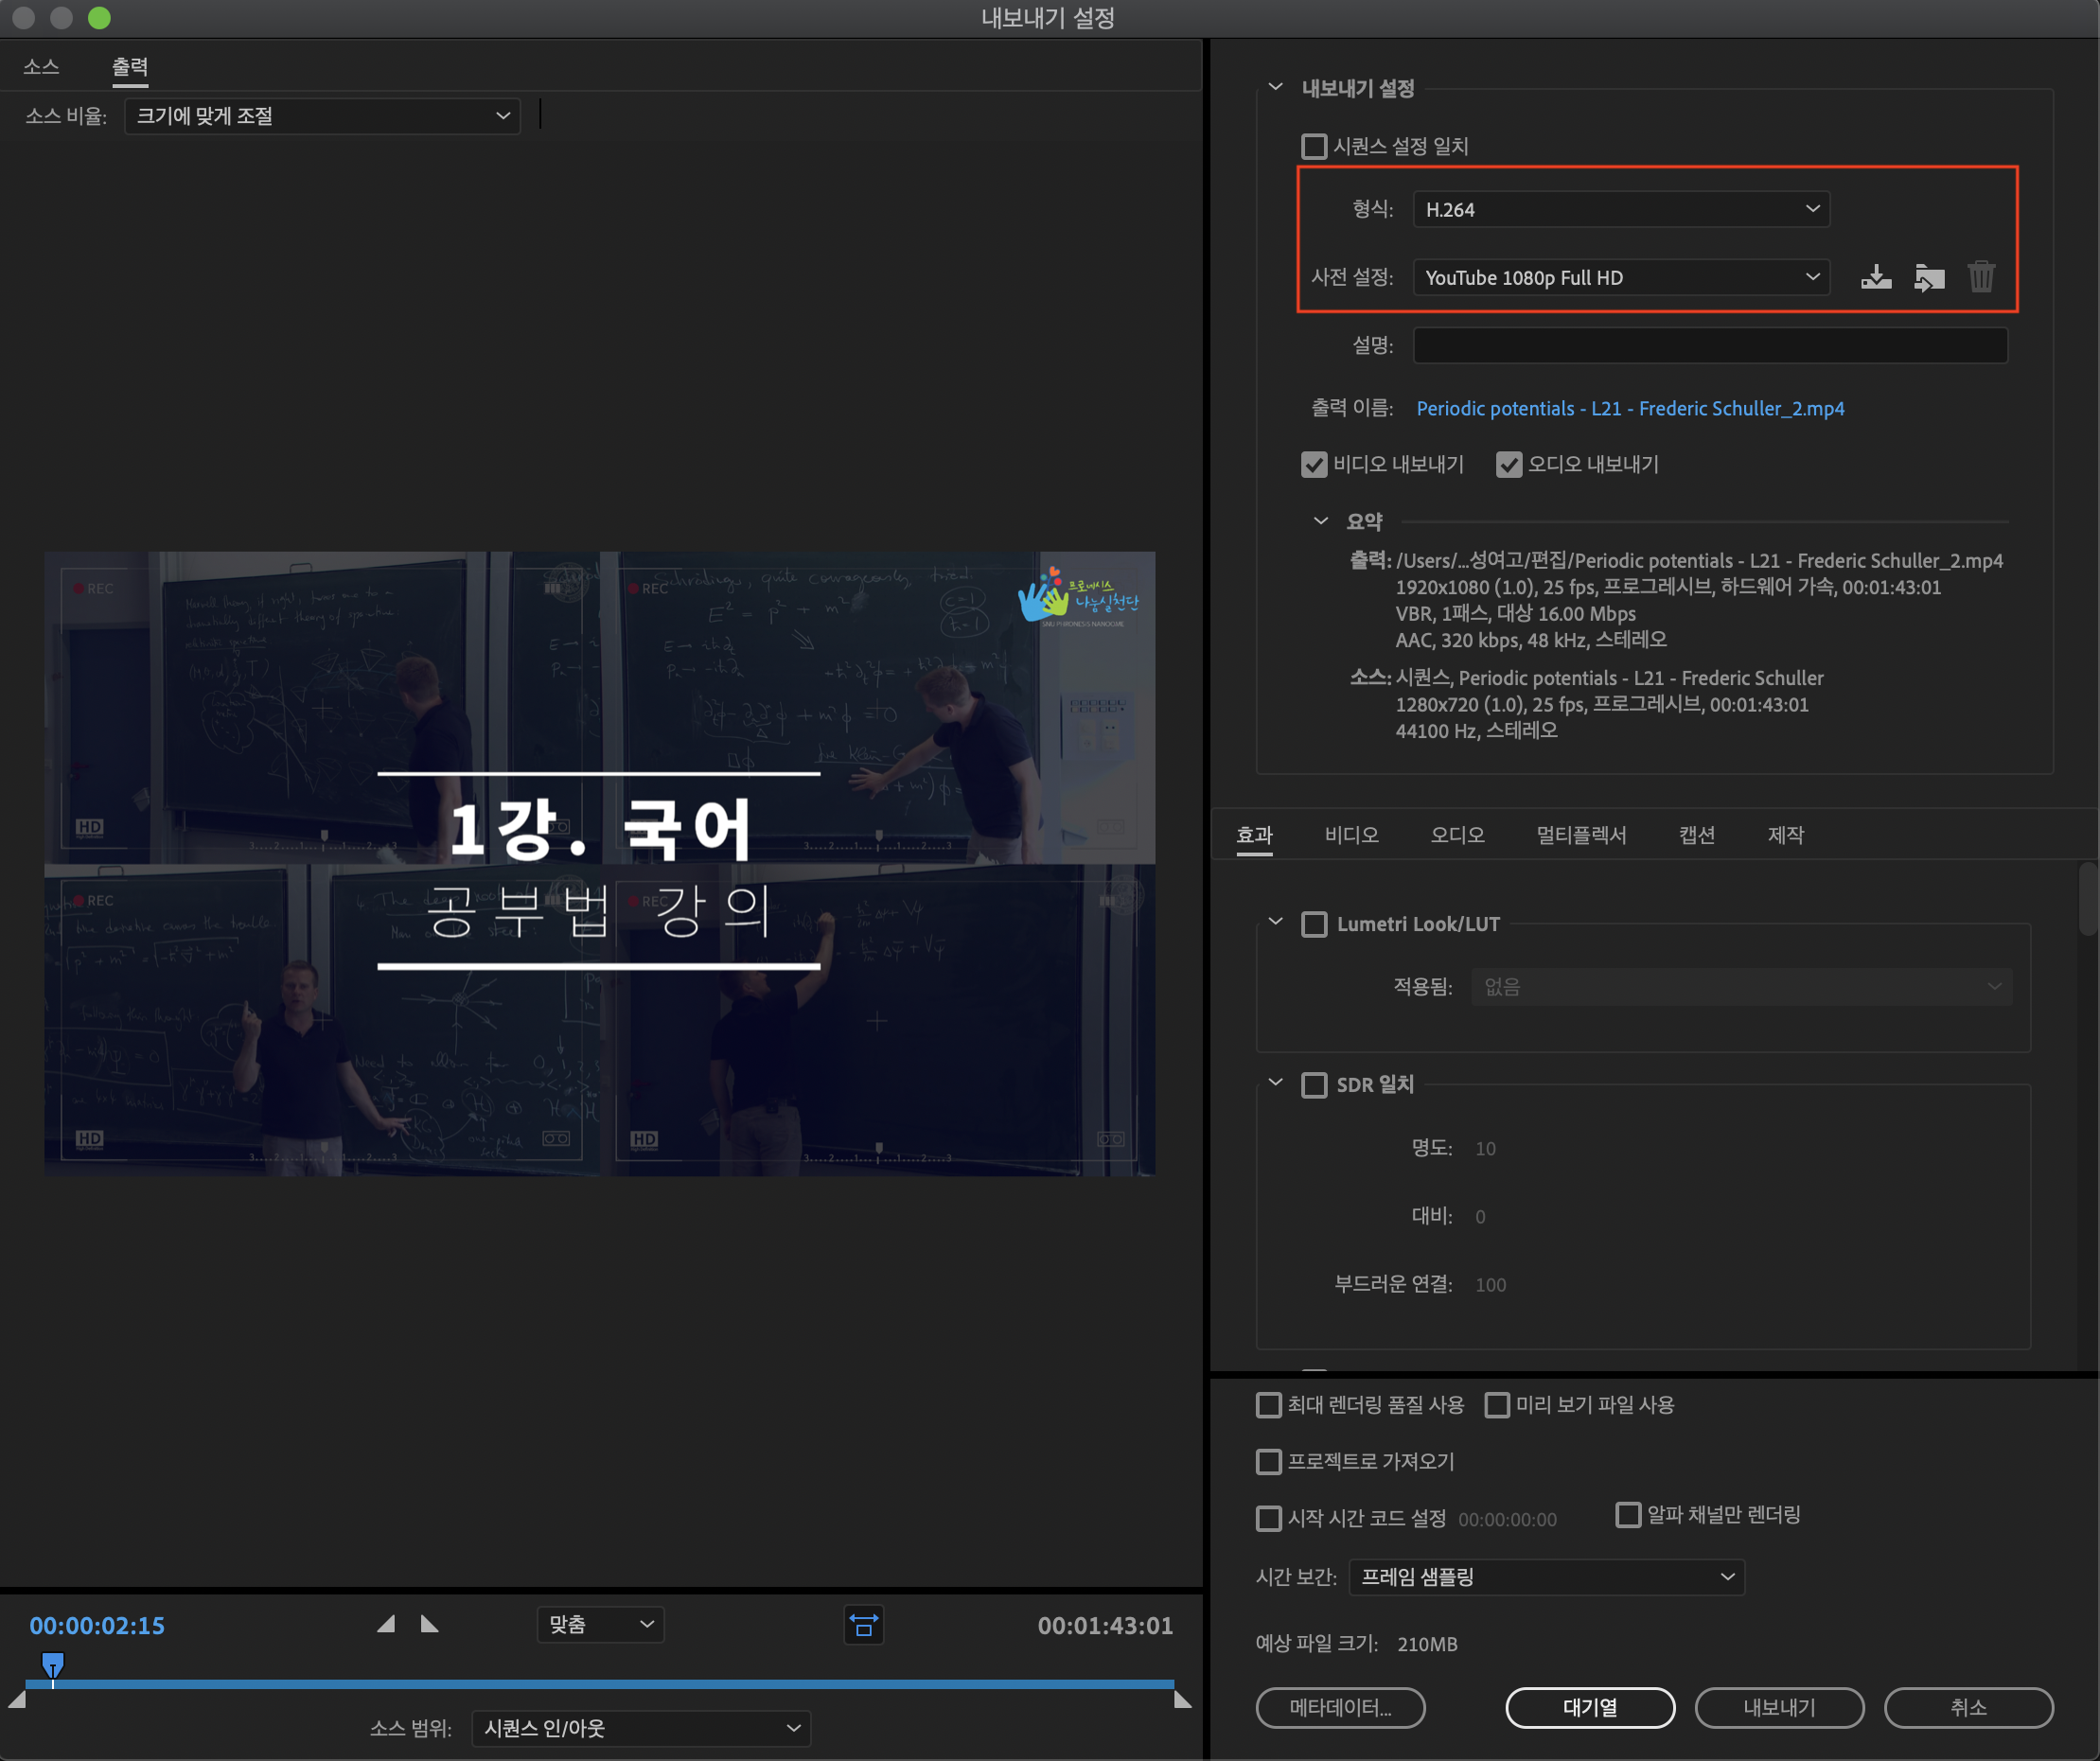 내보내기 설정
소스 출력
소스 비율: 크기에 맞게 조절
REC
REC
프로네시스
나눔실천단
SNU PHRONESIS NANOOME
HD
1강. 국어
공부법 강의
REC
REC
HD
HD
3....2....1....1....2....3
3....2....1....1....2....3
00:00:02:15
맞춤
00:01:43:01
소스 범위: 시퀀스 인/아웃
내보내기 설정
시퀀스 설정 일치
형식: H.264
사전 설정: YouTube 1080p Full HD
설명:
출력 이름: Periodic potentials - L21 - Frederic Schuller_2.mp4
비디오 내보내기 오디오 내보내기
요약
출력: /Users/...성여고/편집/Periodic potentials - L21 - Frederic Schuller_2.mp4
1920x1080 (1.0), 25 fps, 프로그레시브, 하드웨어 가속, 00:01:43:01
VBR, 1패스, 대상 16.00 Mbps
AAC, 320 kbps, 48 kHz, 스테레오
소스: 시퀀스, Periodic potentials - L21 - Frederic Schuller
1280x720 (1.0), 25 fps, 프로그레시브, 00:01:43:01
44100 Hz, 스테레오
효과 비디오 오디오 멀티플렉서 캡션 제작
Lumetri Look/LUT
적용됨: 없음
SDR 일치
명도: 10
대비: 0
부드러운 연결: 100
최대 렌더링 품질 사용 미리 보기 파일 사용
프로젝트로 가져오기
시작 시간 코드 설정 00:00:00:00 알파 채널만 렌더링
시간 보간: 프레임 샘플링
예상 파일 크기: 210MB
메타데이터... 대기열 내보내기 취소